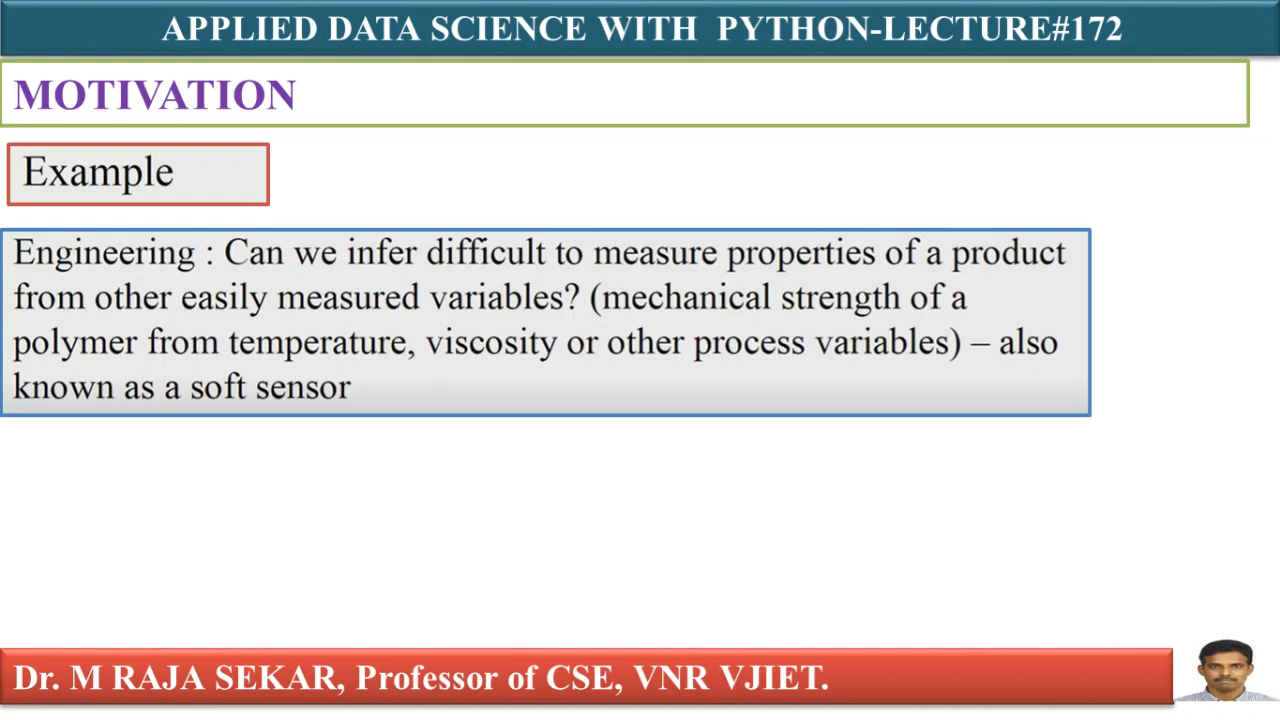 APPLIED DATA SCIENCE WITH PYTHON-LECTURE#172
MOTIVATION
Example
Engineering : Can we infer difficult to measure properties of a product
from other easily measured variables? (mechanical strength of a
polymer from temperature, viscosity or other process variables) – also
known as a soft sensor
Dr. M RAJA SEKAR, Professor of CSE, VNR VJIET.